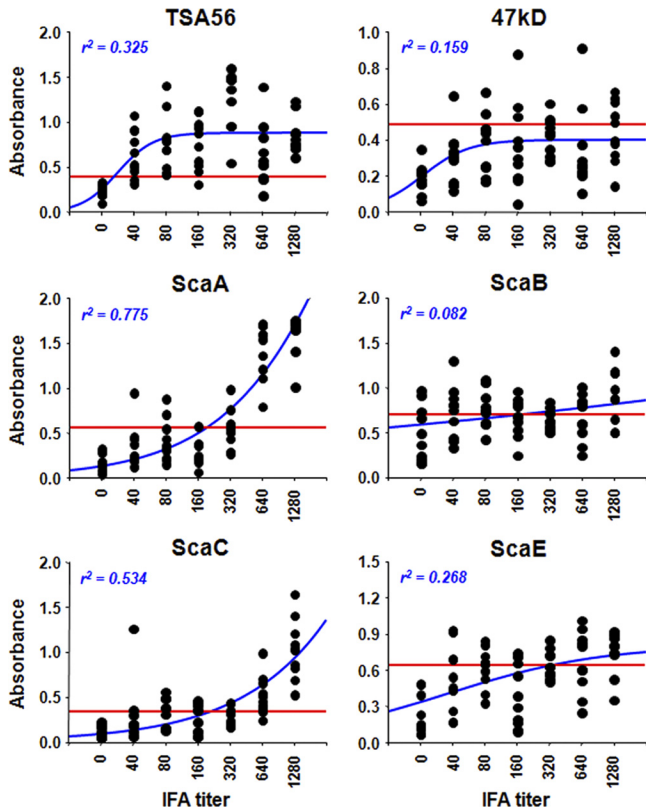 TSA56
47kD
r² = 0.325
r² = 0.159
Absorbance
2.0
1.5
1.0
0.5
0.0
1.0
0.8
0.6
0.4
0.2
0.0
0 40 80 160 320 640 1280
0 40 80 160 320 640 1280
ScaA
ScaB
r² = 0.775
r² = 0.082
Absorbance
2.0
1.5
1.0
0.5
0.0
2.0
1.5
1.0
0.5
0.0
0 40 80 160 320 640 1280
0 40 80 160 320 640 1280
ScaC
ScaE
r² = 0.534
r² = 0.268
Absorbance
2.0
1.5
1.0
0.5
0.0
1.5
1.2
0.9
0.6
0.3
0.0
0 40 80 160 320 640 1280
0 40 80 160 320 640 1280
IFA titer
IFA titer